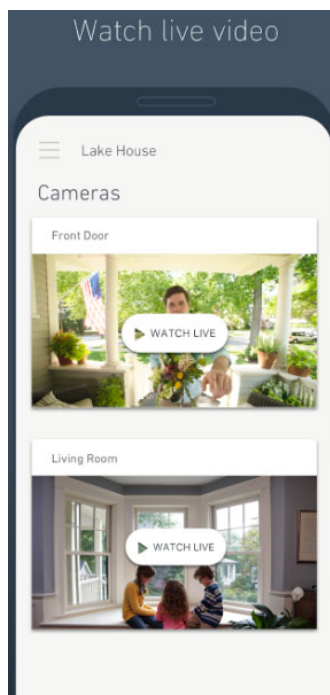 Watch live video
Lake House
Cameras
Front Door
WATCH LIVE
Living Room
WATCH LIVE